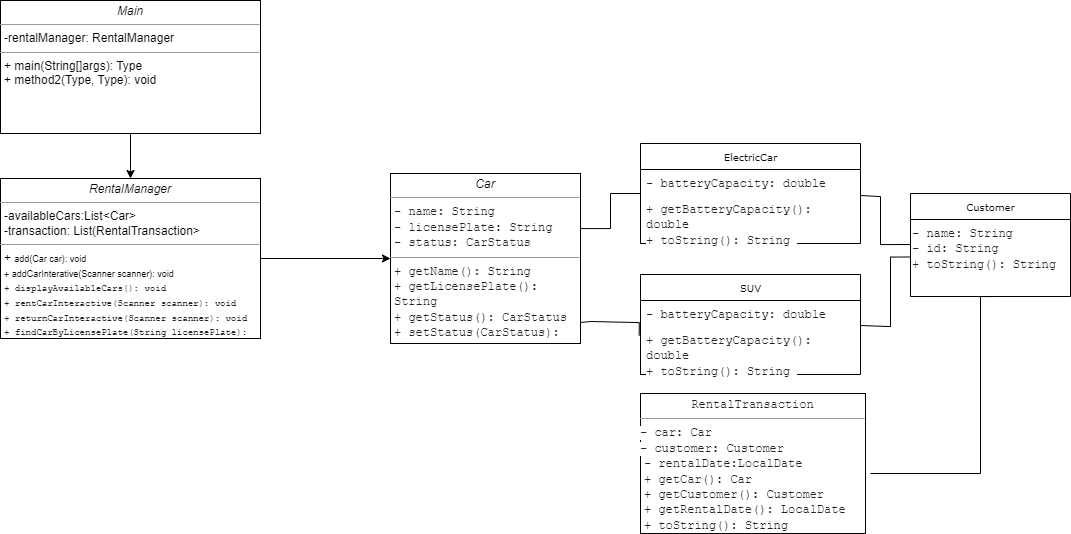 Main
-rentalManager: RentalManager
+ main(String[]args): Type
+ method2(Type, Type): void
RentalManager
-availableCars:List<Car>
-transaction: List(RentalTransaction>
+ add(Car car): void
+ addCarInterative(Scanner scanner): void
+ displayAvailableCars(): void
+ rentCarInteractive(Scanner scanner): void
+ returnCarInteractive(Scanner scanner): void
+ findCarByLicensePlate(String licensePlate):
Car
- name: String
- licensePlate: String
- status: CarStatus
+ getName(): String
+ getLicensePlate():
String
+ getStatus(): CarStatus
+ setStatus(CarStatus):
ElectricCar
- batteryCapacity: double
+ getBatteryCapacity():
double
+ toString(): String
SUV
- batteryCapacity: double
+ getBatteryCapacity():
double
+ toString(): String
RentalTransaction
- car: Car
- customer: Customer
- rentalDate:LocalDate
+ getCar(): Car
+ getCustomer(): Customer
+ getRentalDate(): LocalDate
+ toString(): String
Customer
- name: String
- id: String
+ toString(): String